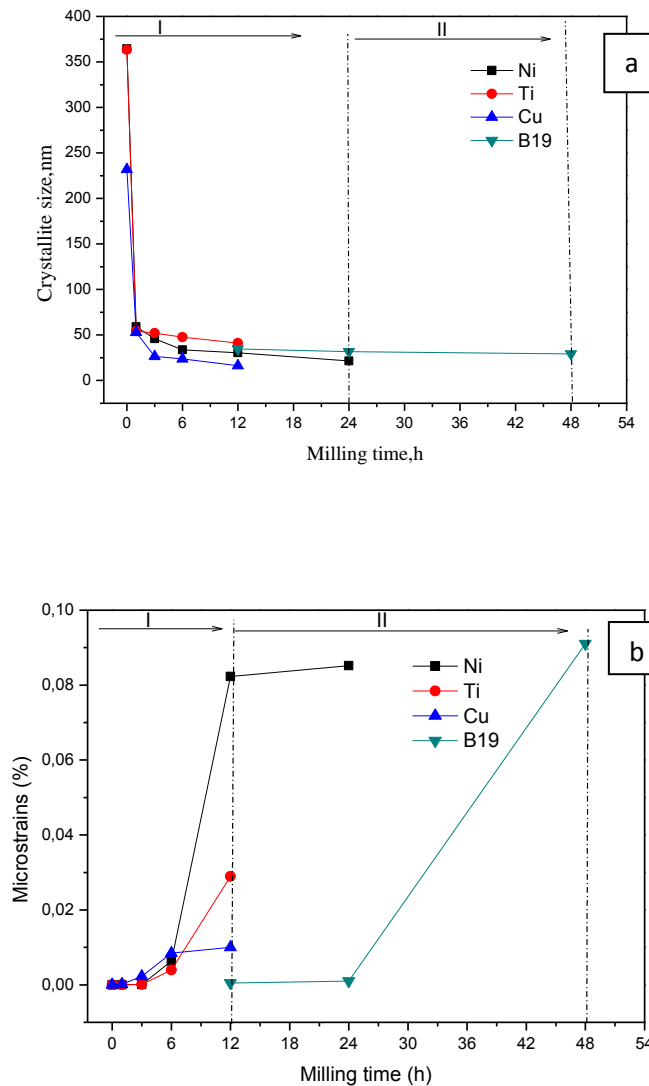 400
350
300
250
200
150
100
50
0
Crystallite size,nm
I
II
a
Ni
Ti
Cu
B19
0 6 12 18 24 30 36 42 48 54
Milling time,h
0,10
0,08
0,06
0,04
0,02
0,00
Microstrains (%)
I
II
b
Ni
Ti
Cu
B19
0 6 12 18 24 30 36 42 48 54
Milling time (h)